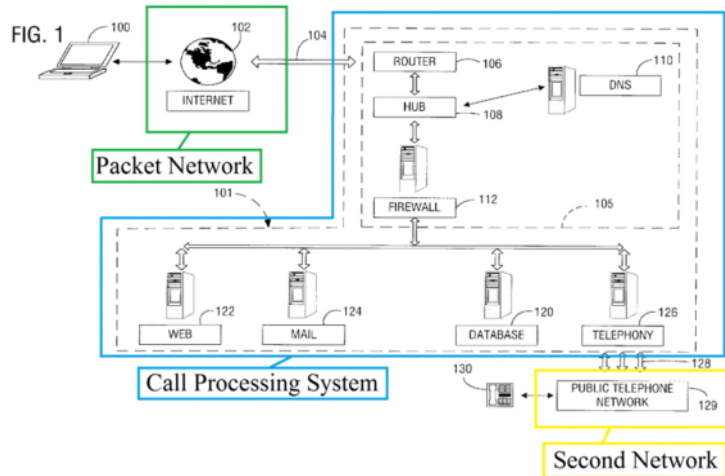 FIG. 1
100
102
104
INTERNET
ROUTER
106
HUB
108
110
DNS
Packet Network
101
FIREWALL
112
105
WEB
122
MAIL
124
DATABASE
120
TELEPHONY
126
128
Call Processing System
130
PUBLIC TELEPHONE
NETWORK
129
Second Network